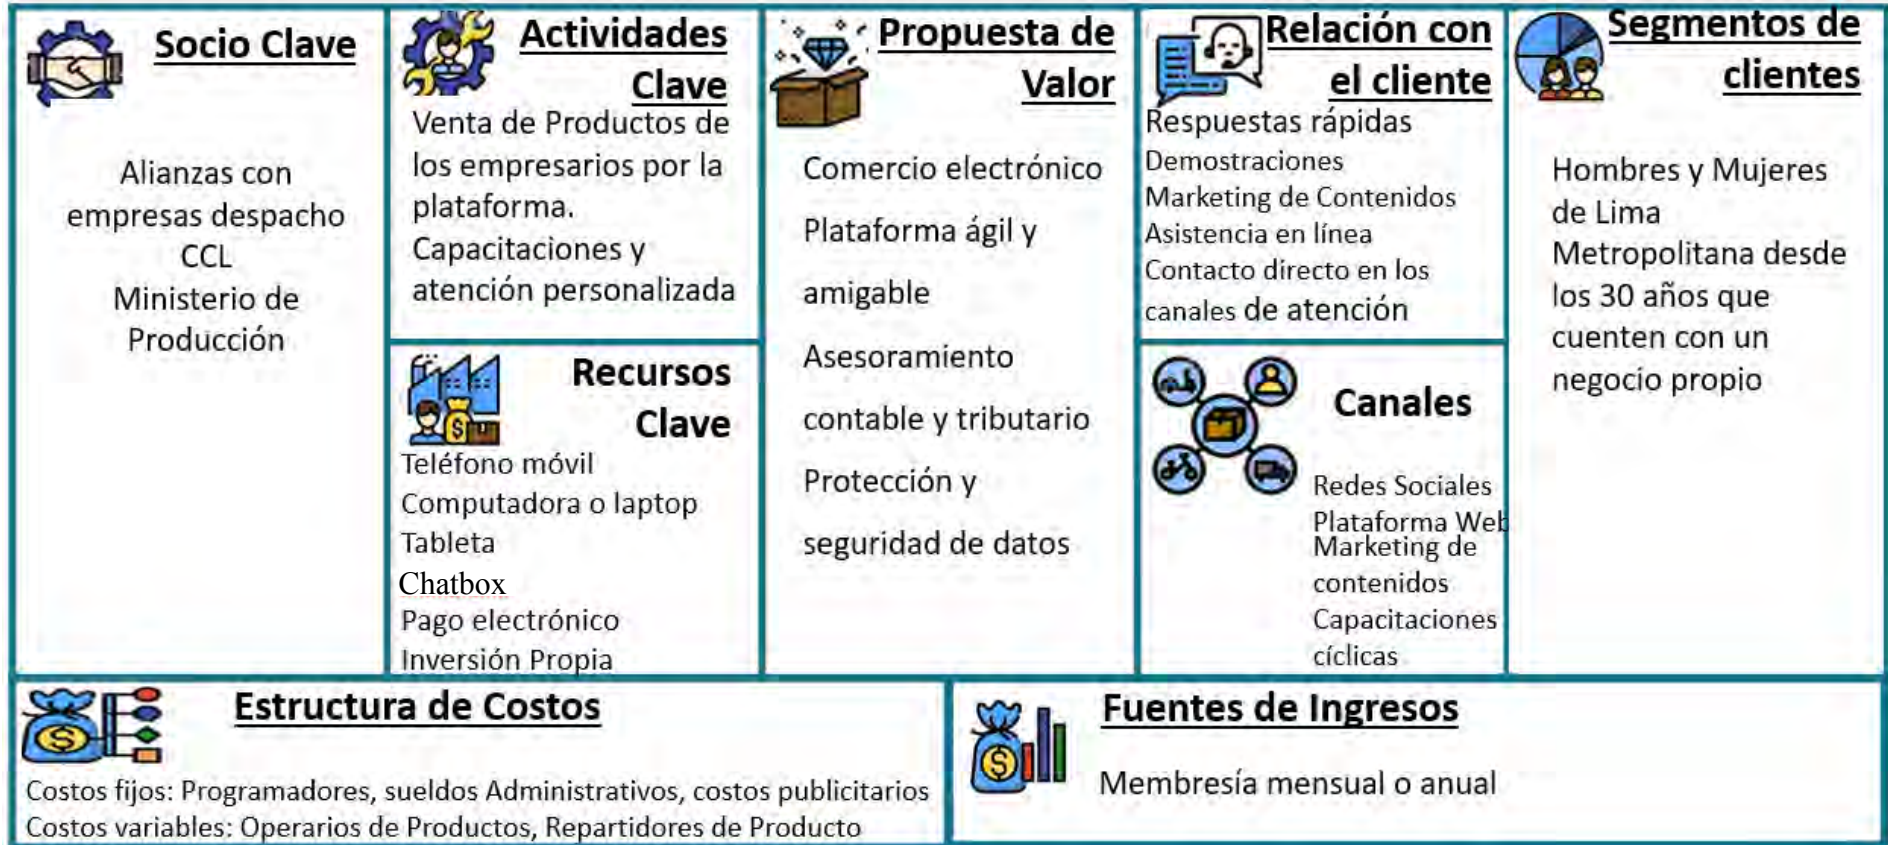 Socio Clave
Alianzas con
empresas despacho
CCL
Ministerio de
Producción
Actividades
Clave
Venta de Productos de
los empresarios por la
plataforma.
Capacitaciones y
atención personalizada
Recursos
Clave
Teléfono móvil
Computadora o laptop
Tableta
Chatbox
Pago electrónico
Inversión Propia
Propuesta de
Valor
Comercio electrónico
Plataforma ágil y
amigable
Asesoramiento
contable y tributario
Protección y
seguridad de datos
Relación con
el cliente
Respuestas rápidas
Demostraciones
Marketing de Contenidos
Asistencia en línea
Contacto directo en los
canales de atención
Canales
Redes Sociales
Plataforma Web
Marketing de
contenidos
Capacitaciones
cíclicas
Segmentos de
clientes
Hombres y Mujeres
de Lima
Metropolitana desde
los 30 años que
cuenten con un
negocio propio
Estructura de Costos
Costos fijos: Programadores, sueldos Administrativos, costos publicitarios
Costos variables: Operarios de Productos, Repartidores de Producto
Fuentes de Ingresos
Membresía mensual o anual